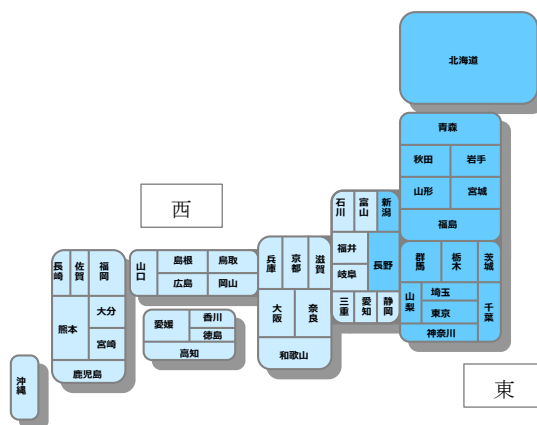 北海道
青森
秋田
岩手
山形
宮城
福島
西
石川
富山
新潟
福井
長野
岐阜
三重
愛知
静岡
群馬
栃木
茨城
山梨
埼玉
東京
千葉
神奈川
兵庫
京都
滋賀
大阪
奈良
和歌山
山口
島根
鳥取
広島
岡山
愛媛
香川
徳島
高知
長崎
佐賀
福岡
熊本
大分
宮崎
鹿児島
沖縄
東